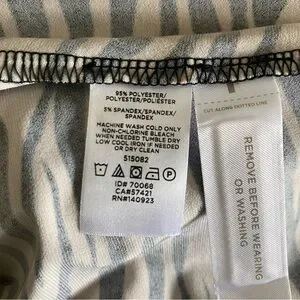 95% POLYESTER/
POLYESTER/POLIÉSTER
5% SPANDEX/SPANDEX/
SPANDEX
MACHINE WASH COLD ONLY
NON-CHLORINE BLEACH
WHEN NEEDED TUMBLE DRY
LOW COOL IRON IF NEEDED
OR DRY CLEAN
515082
ID# 70068
CA#57421
RN#140923
CUT ALONG DOTTED LINE
REMOVE BEFORE WEARING
OR WASHING